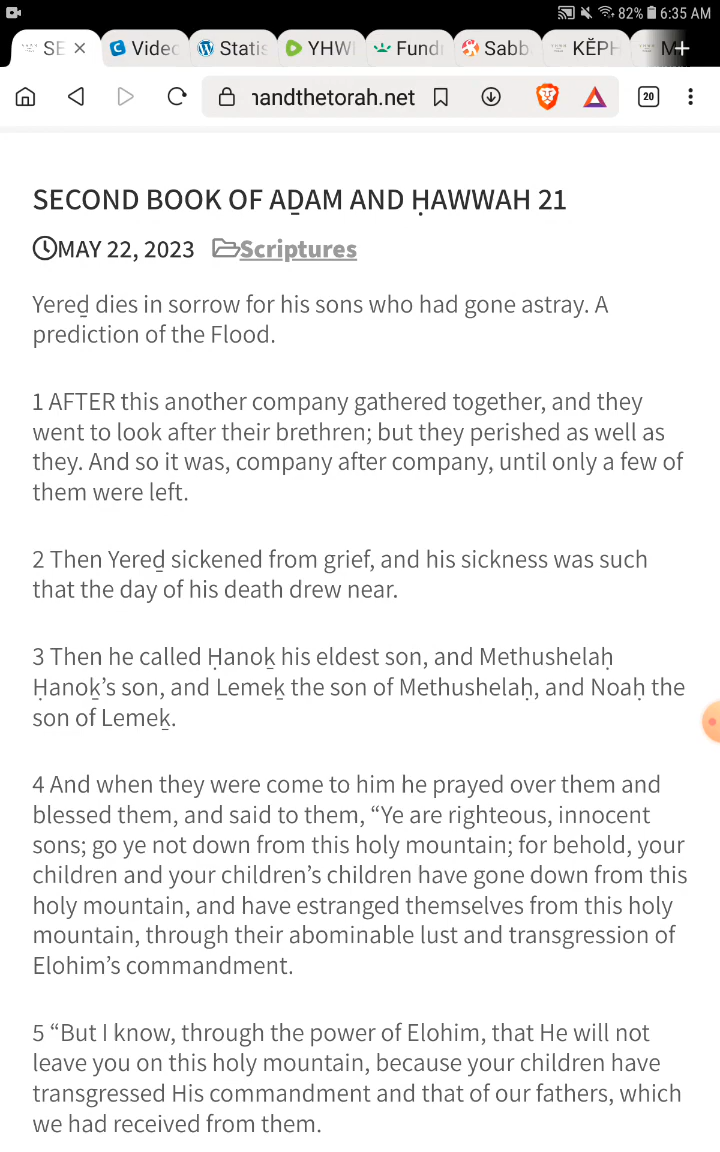 82% 6:35 AM
SE × Videc Statis YHWI Fundr Sabb KĔPH M +
handthetorah.net 20
SECOND BOOK OF AḎAM AND ḤAWWAH 21
MAY 22, 2023 Scriptures
Yereḏ dies in sorrow for his sons who had gone astray. A
prediction of the Flood.
1 AFTER this another company gathered together, and they
went to look after their brethren; but they perished as well as
they. And so it was, company after company, until only a few of
them were left.
2 Then Yereḏ sickened from grief, and his sickness was such
that the day of his death drew near.
3 Then he called Ḥanoḵ his eldest son, and Methushelaḥ
Ḥanoḵ’s son, and Lemeḵ the son of Methushelaḥ, and Noaḥ the
son of Lemeḵ.
4 And when they were come to him he prayed over them and
blessed them, and said to them, “Ye are righteous, innocent
sons; go ye not down from this holy mountain; for behold, your
children and your children’s children have gone down from this
holy mountain, and have estranged themselves from this holy
mountain, through their abominable lust and transgression of
Elohim’s commandment.
5 “But I know, through the power of Elohim, that He will not
leave you on this holy mountain, because your children have
transgressed His commandment and that of our fathers, which
we had received from them.